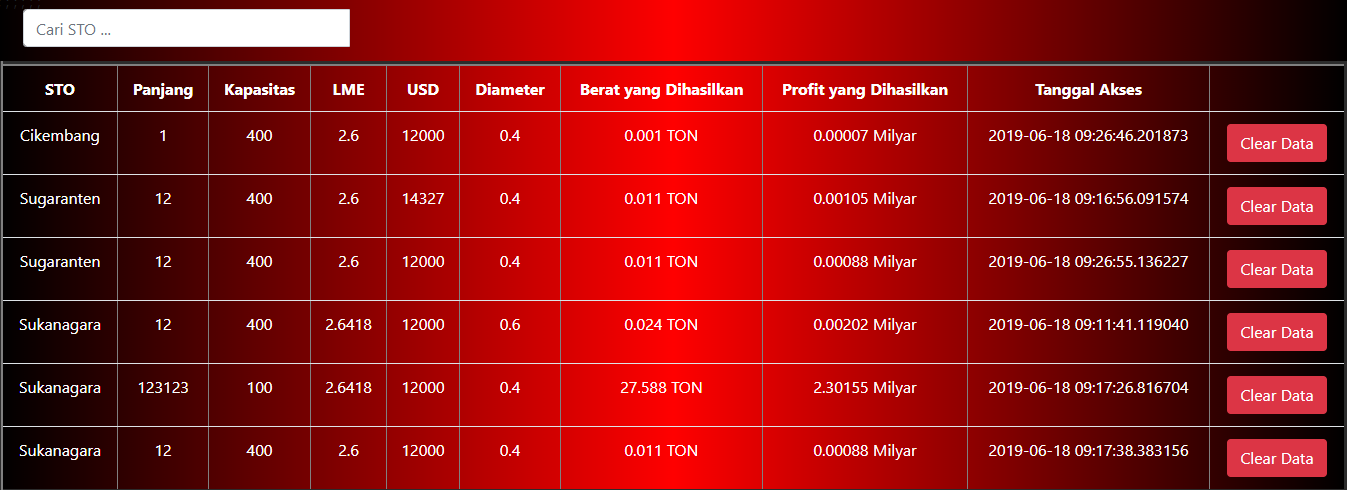 Cari STO ...
STO Panjang Kapasitas LME USD Diameter Berat yang Dihasilkan Profit yang Dihasilkan Tanggal Akses
Cikembang 1 400 2.6 12000 0.4 0.001 TON 0.00007 Milyar 2019-06-18 09:26:46.201873 Clear Data
Sugaranten 12 400 2.6 14327 0.4 0.011 TON 0.00105 Milyar 2019-06-18 09:16:56.091574 Clear Data
Sugaranten 12 400 2.6 12000 0.4 0.011 TON 0.00088 Milyar 2019-06-18 09:26:55.136227 Clear Data
Sukanagara 12 400 2.6418 12000 0.6 0.024 TON 0.00202 Milyar 2019-06-18 09:11:41.119040 Clear Data
Sukanagara 123123 100 2.6418 12000 0.4 27.588 TON 2.30155 Milyar 2019-06-18 09:17:26.816704 Clear Data
Sukanagara 12 400 2.6 12000 0.4 0.011 TON 0.00088 Milyar 2019-06-18 09:17:38.383156 Clear Data